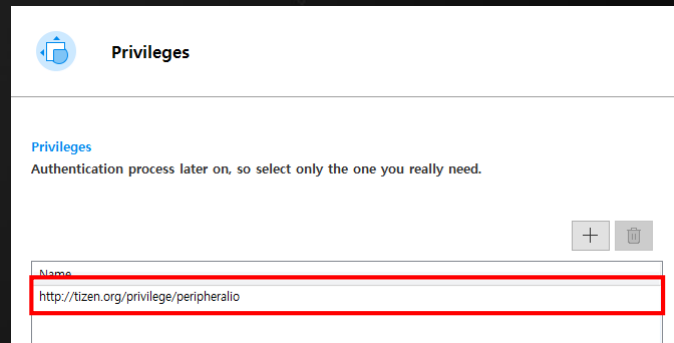 Privileges
Privileges
Authentication process later on, so select only the one you really need.
Name
http://tizen.org/privilege/peripheralio